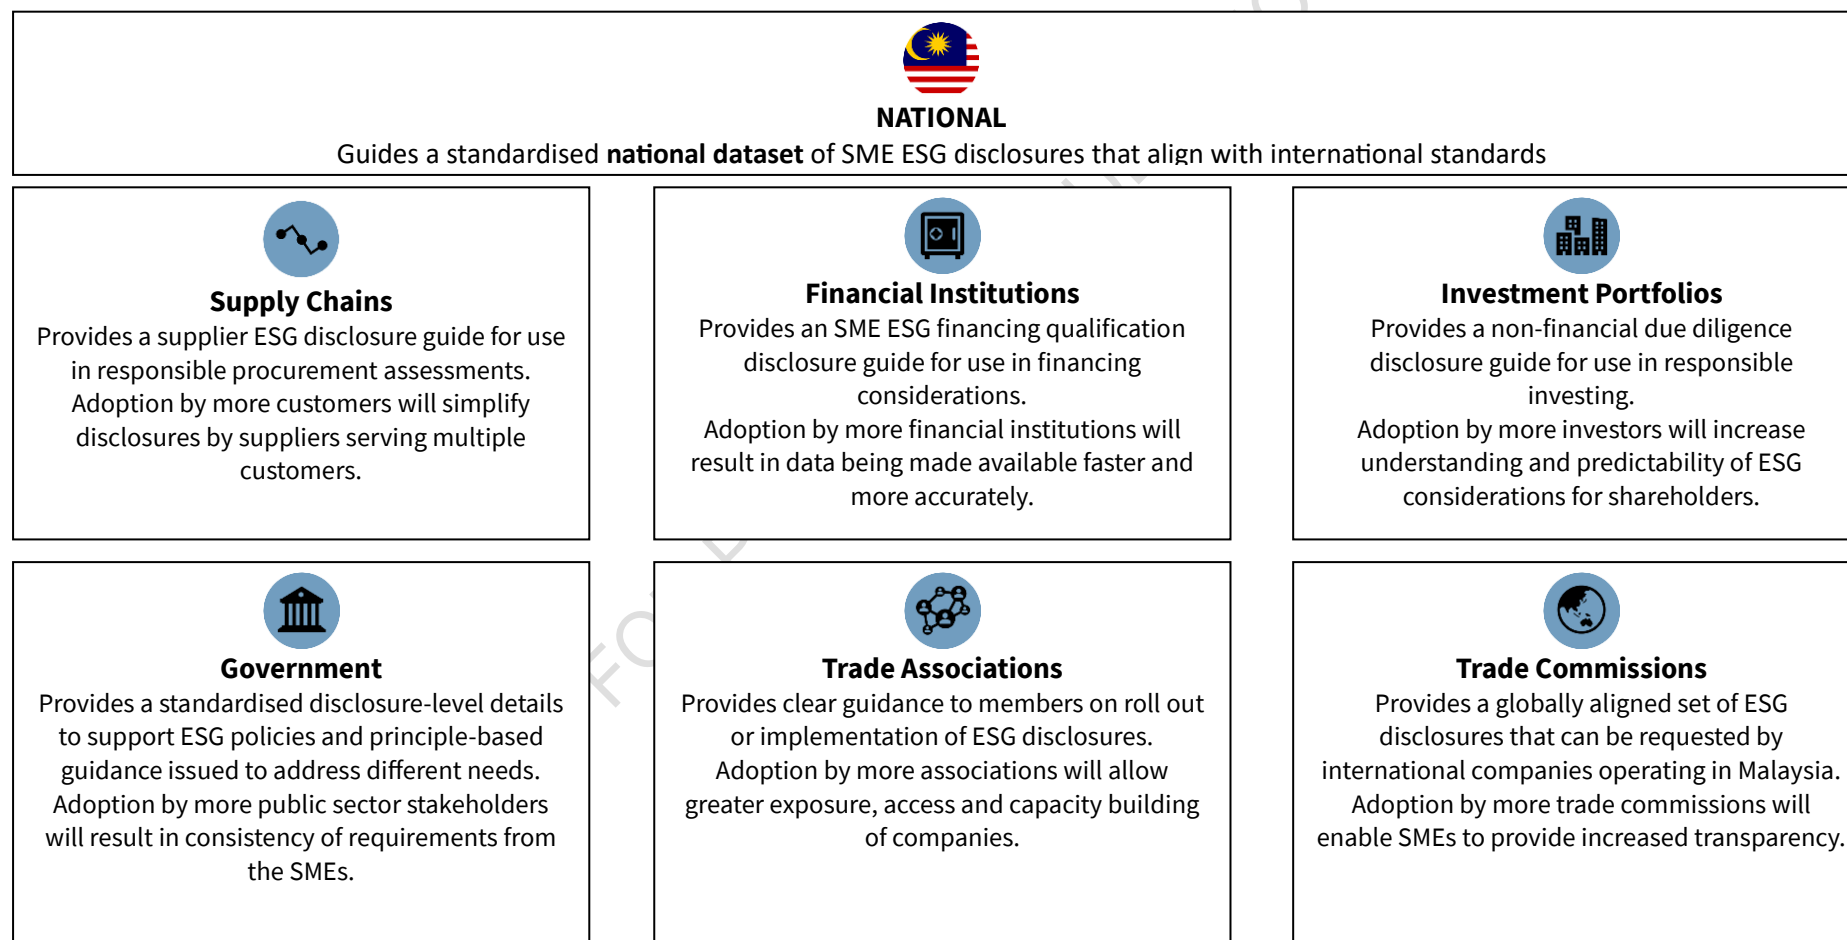 NATIONAL
Guides a standardised national dataset of SME ESG disclosures that align with international standards
Supply Chains
Provides a supplier ESG disclosure guide for use
in responsible procurement assessments.
Adoption by more customers will simplify
disclosures by suppliers serving multiple
customers.
Financial Institutions
Provides an SME ESG financing qualification
disclosure guide for use in financing
considerations.
Adoption by more financial institutions will
result in data being made available faster and
more accurately.
Investment Portfolios
Provides a non-financial due diligence
disclosure guide for use in responsible
investing.
Adoption by more investors will increase
understanding and predictability of ESG
considerations for shareholders.
Government
Provides a standardised disclosure-level details
to support ESG policies and principle-based
guidance issued to address different needs.
Adoption by more public sector stakeholders
will result in consistency of requirements from
the SMEs.
Trade Associations
Provides clear guidance to members on roll out
or implementation of ESG disclosures.
Adoption by more associations will allow
greater exposure, access and capacity building
of companies.
Trade Commissions
Provides a globally aligned set of ESG
disclosures that can be requested by
international companies operating in Malaysia.
Adoption by more trade commissions will
enable SMEs to provide increased transparency.